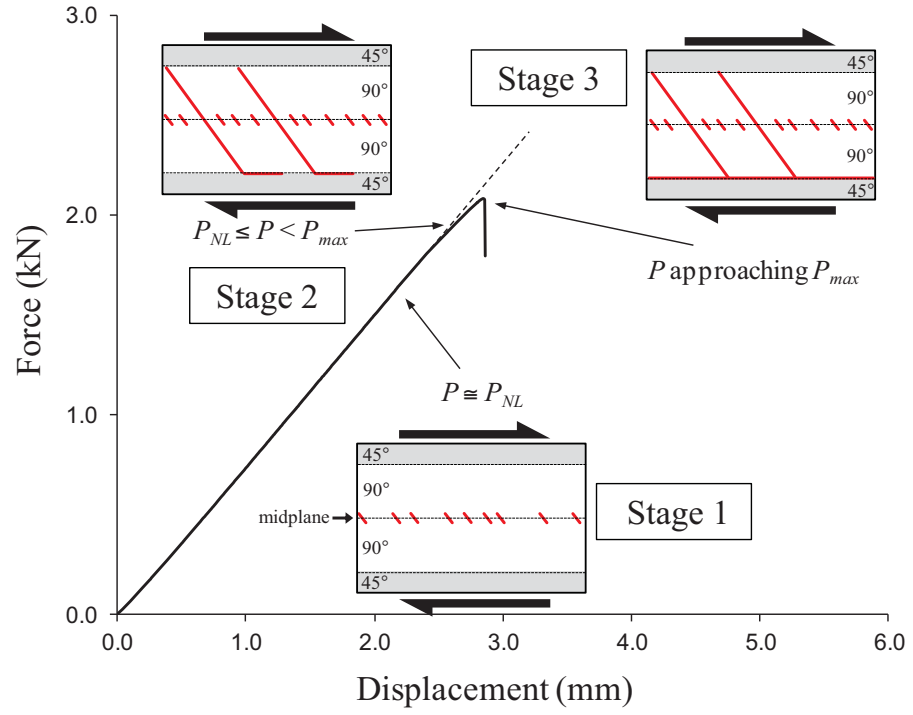 3.0
45°
90°
90°
45°
Stage 3
45°
90°
90°
45°
2.0
P_NL ≤ P < P_max
P approaching P_max
Stage 2
Force (kN)
P ≅ P_NL
1.0
45°
90°
midplane
90°
45°
Stage 1
0.0
0.0 1.0 2.0 3.0 4.0 5.0 6.0
Displacement (mm)